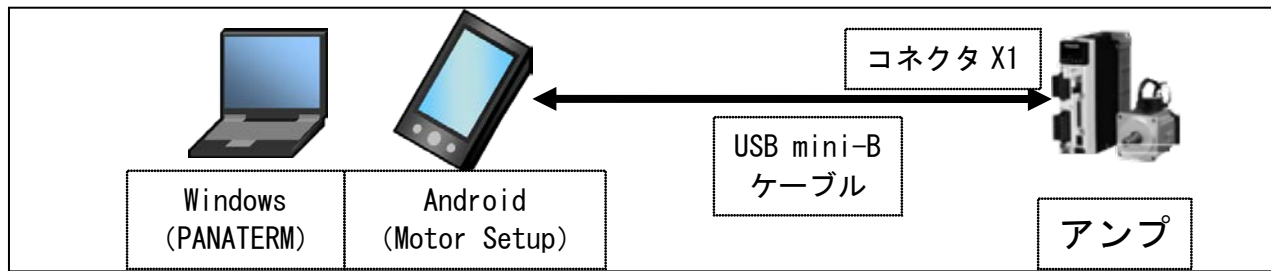 コネクタ X1
USB mini-B
ケーブル
Windows
(PANATERM)
Android
(Motor Setup)
アンプ